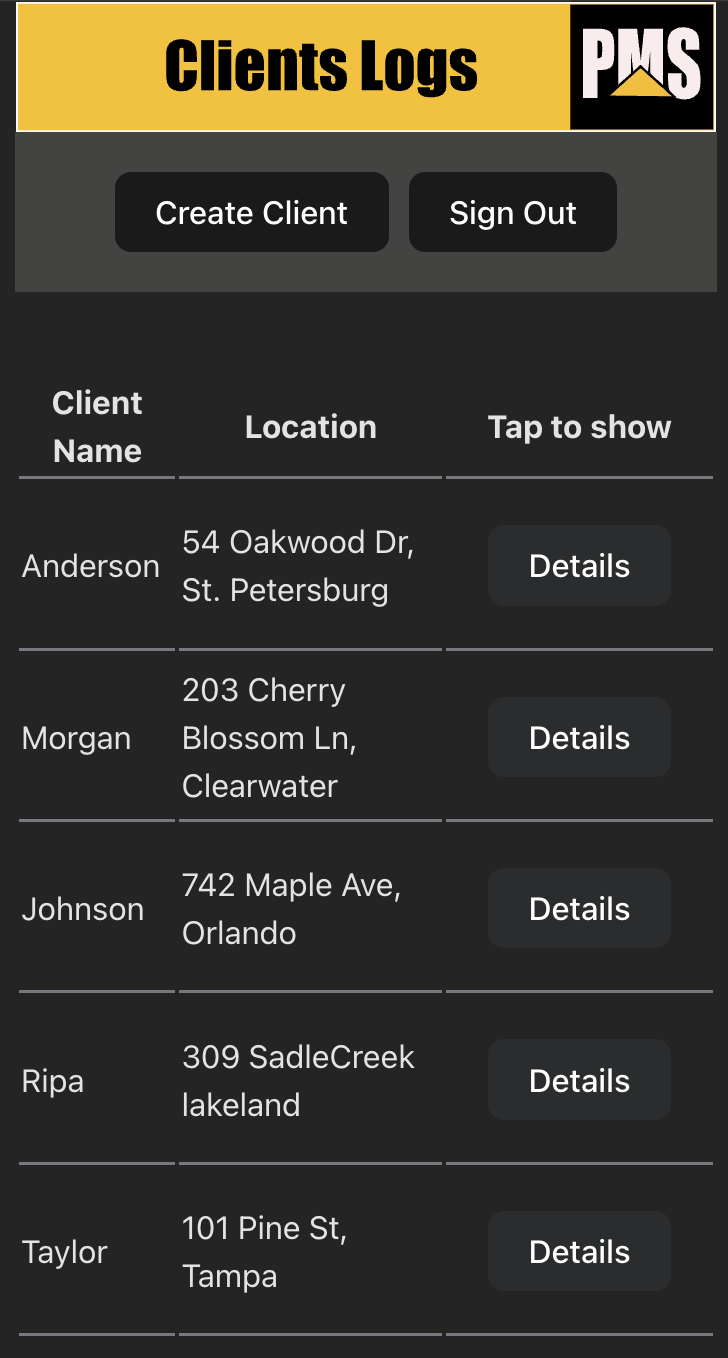 Clients Logs
PMS
Create Client
Sign Out
Client
Name
Location
Tap to show
Anderson
54 Oakwood Dr,
St. Petersburg
Details
Morgan
203 Cherry
Blossom Ln,
Clearwater
Details
Johnson
742 Maple Ave,
Orlando
Details
Ripa
309 SadleCreek
lakeland
Details
Taylor
101 Pine St,
Tampa
Details